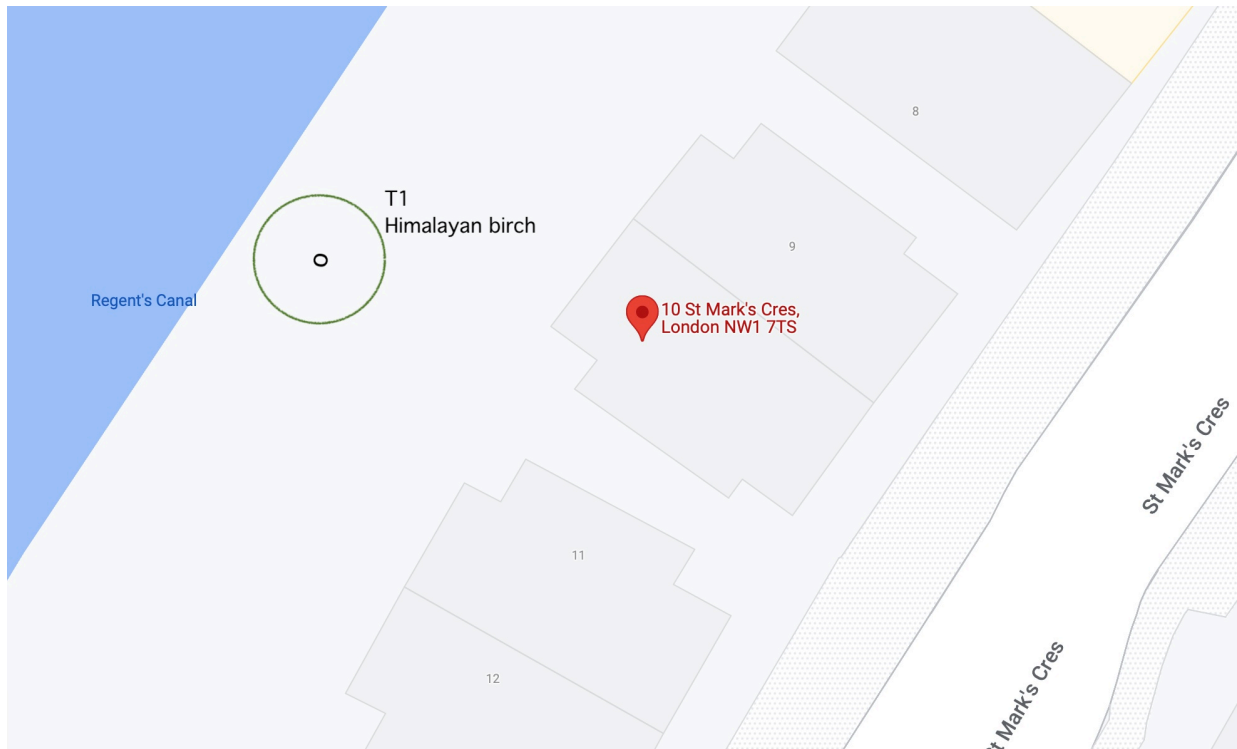 8
T1
Himalayan birch
9
0
Regent's Canal
10 St Mark's Cres,
London NW1 7TS
St Mark's Cres
11
12
St Mark's Cres